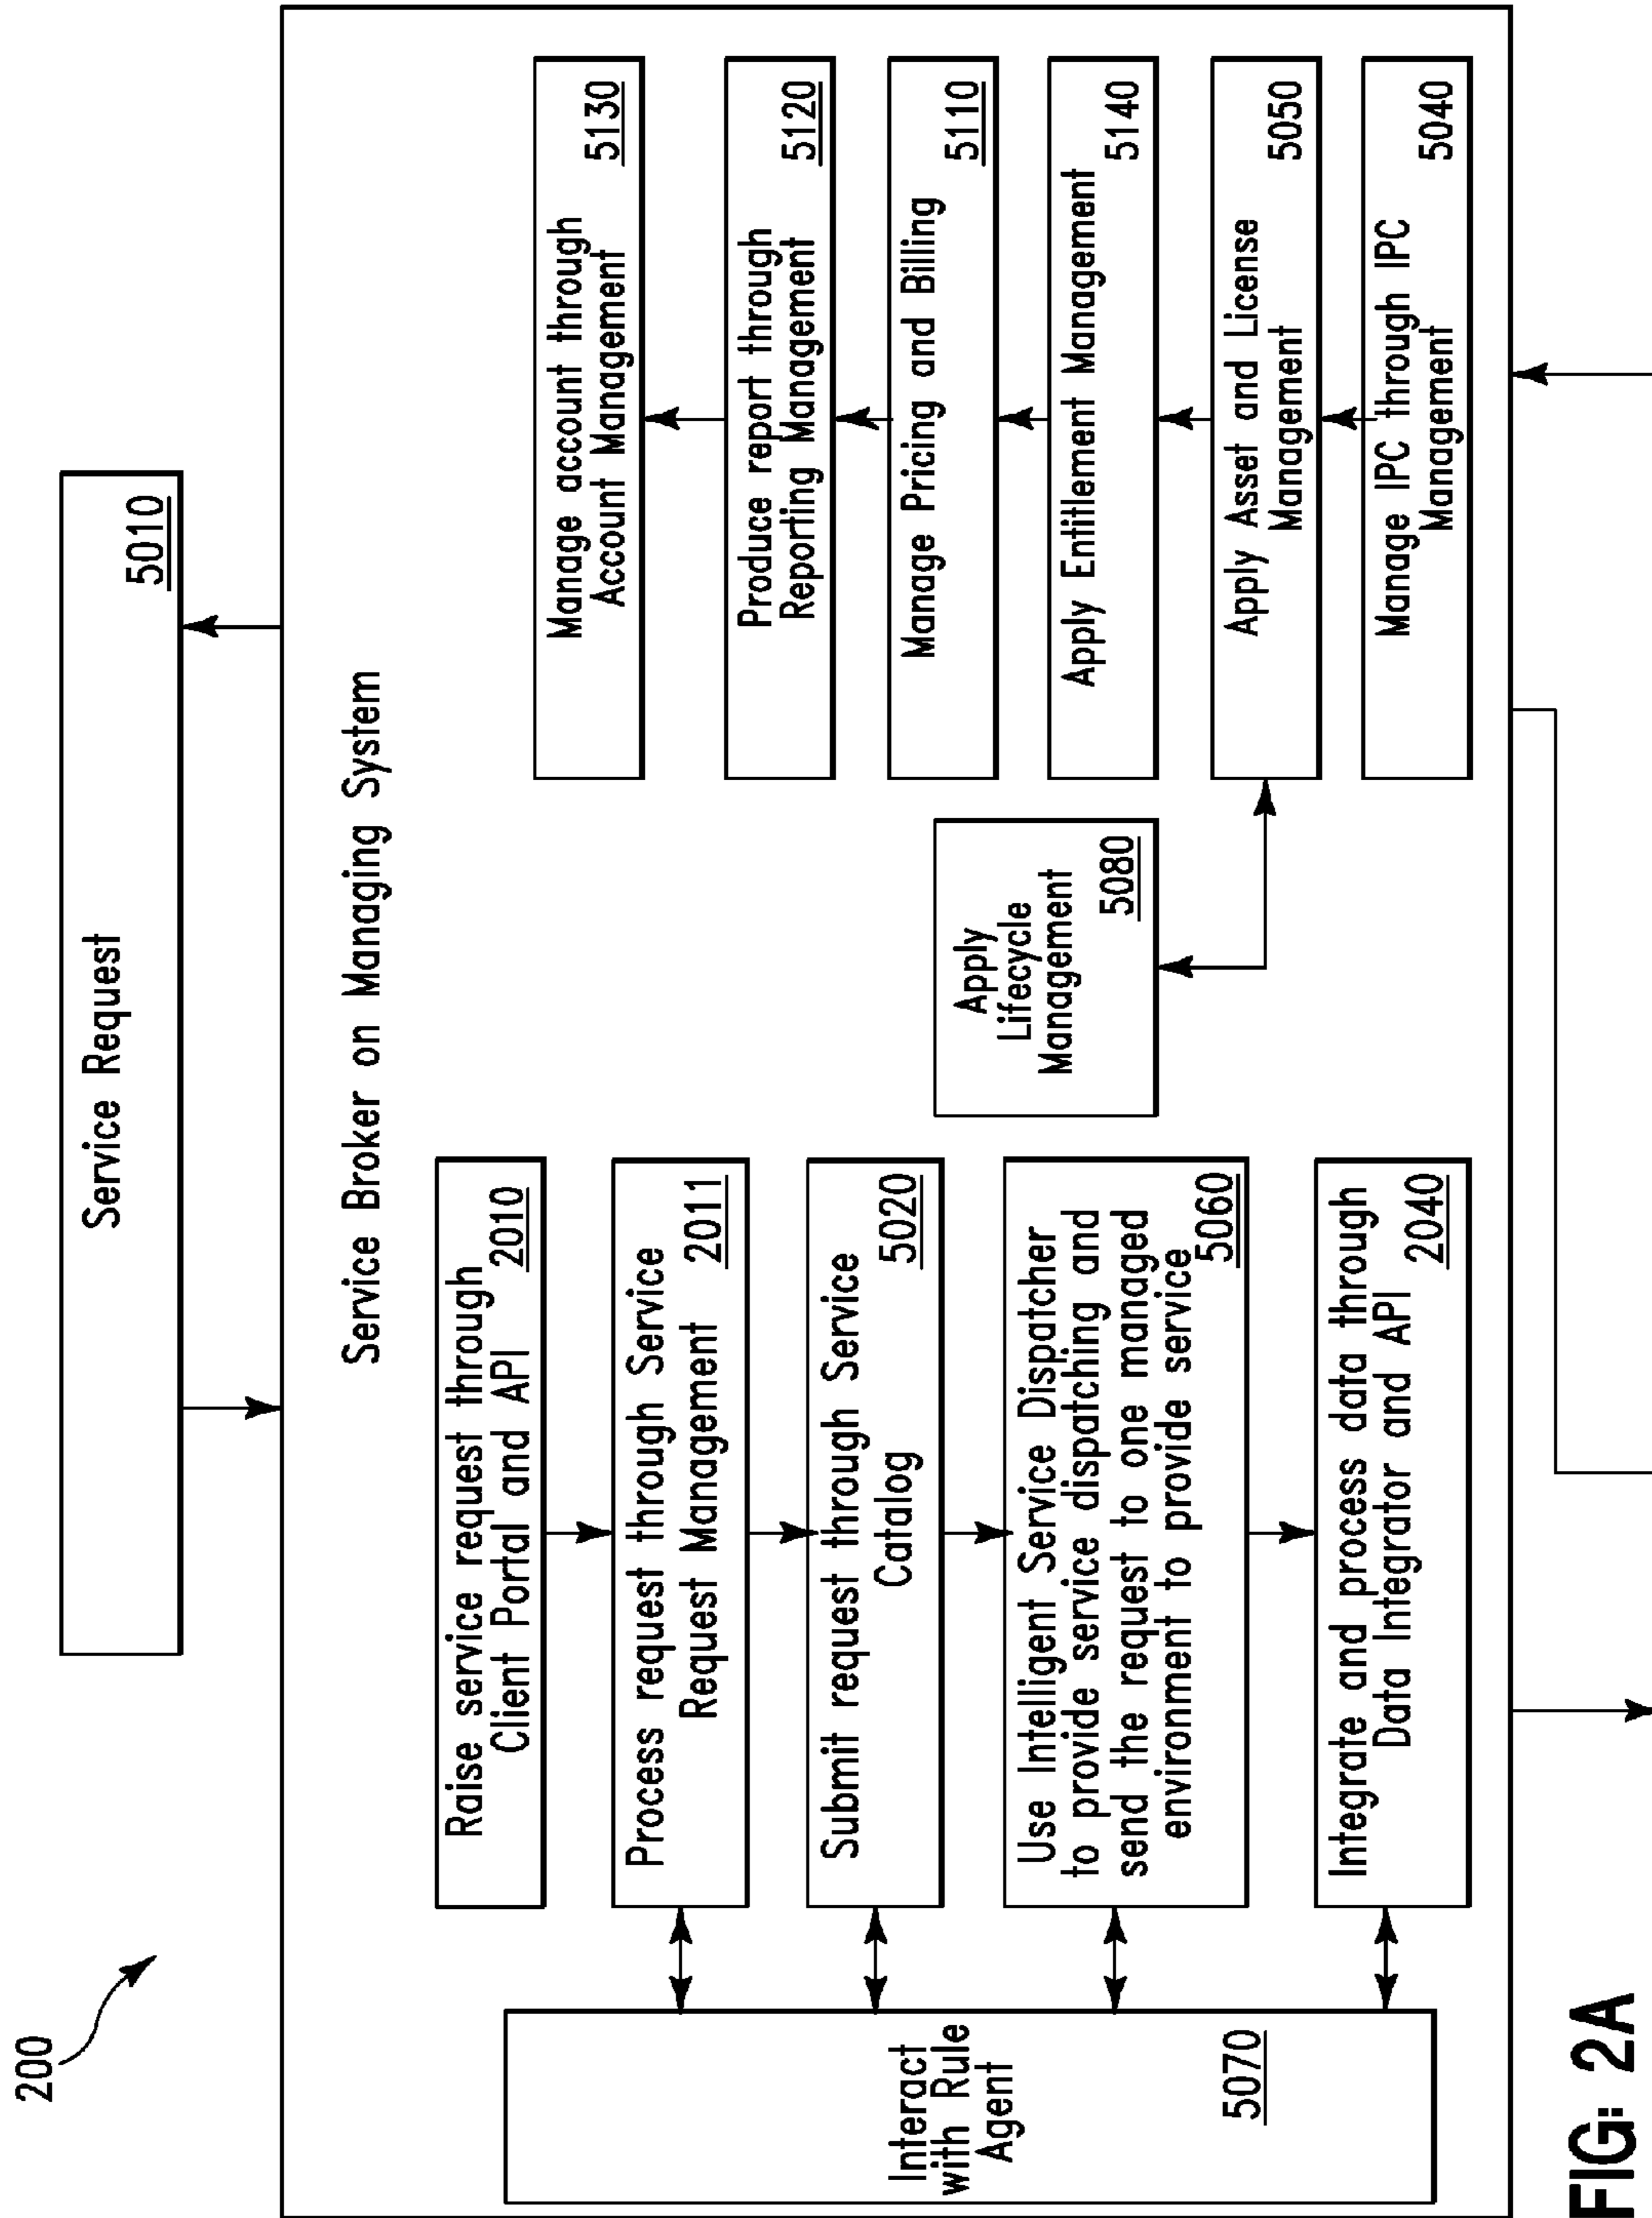 200
Service Request
5010
Service Broker on Managing System
Interact
with Rule
Agent
5070
Raise service request through
Client Portal and API 2010
Process request through Service
Request Management 2011
Submit request through Service
Catalog 5020
Use Intelligent Service Dispatcher
to provide service dispatching and
send the request to one managed
environment to provide service
5060
Integrate and process data through
Data Integrator and API 2040
Apply
Lifecycle
Management
5080
Manage account through
Account Management 5130
Produce report through
Reporting Management 5120
Manage Pricing and Billing 5110
Apply Entitlement Management 5140
Apply Asset and License
Management 5050
Manage IPC through IPC
Management 5040
FIG: 2A